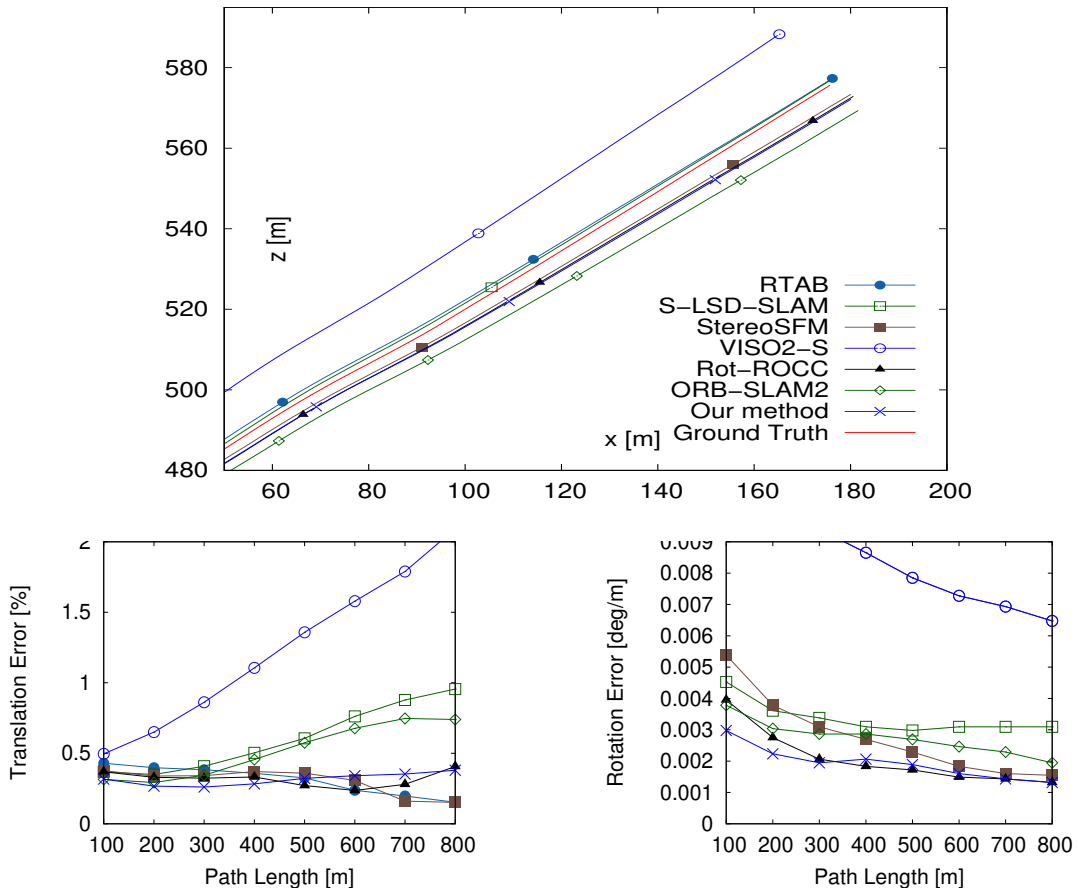 580
560
540
520
500
480
z [m]
x [m]
60 80 100 120 140 160 180 200
RTAB
S-LSD-SLAM
StereoSFM
VISO2-S
Rot-ROCC
ORB-SLAM2
Our method
Ground Truth
2
1.5
1
0.5
0
Translation Error [%]
100 200 300 400 500 600 700 800
Path Length [m]
0.009
0.008
0.007
0.006
0.005
0.004
0.003
0.002
0.001
0
Rotation Error [deg/m]
100 200 300 400 500 600 700 800
Path Length [m]